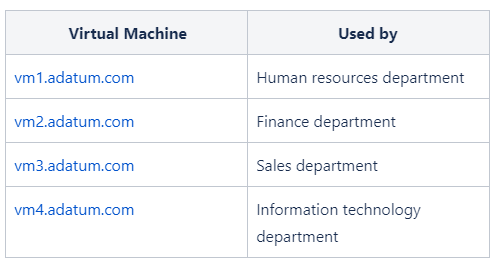 Virtual Machine Used by
vm1.adatum.com Human resources department
vm2.adatum.com Finance department
vm3.adatum.com Sales department
vm4.adatum.com Information technology
department